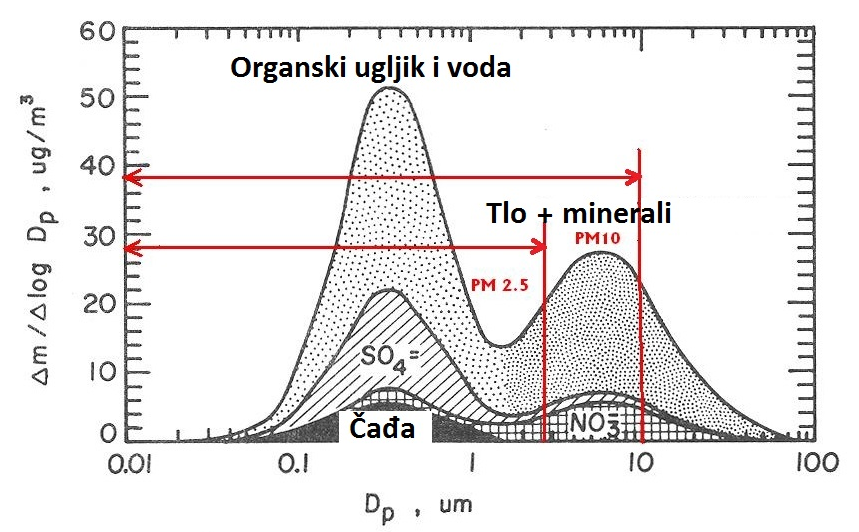 60
50
40
30
20
10
0
Δm/Δlog Dp , ug/m³
Organski ugljik i voda
Tlo + minerali
PM10
PM 2.5
SO₄=
Čađa
NO₃⁻
0.01 0.1 1 10 100
Dp , um